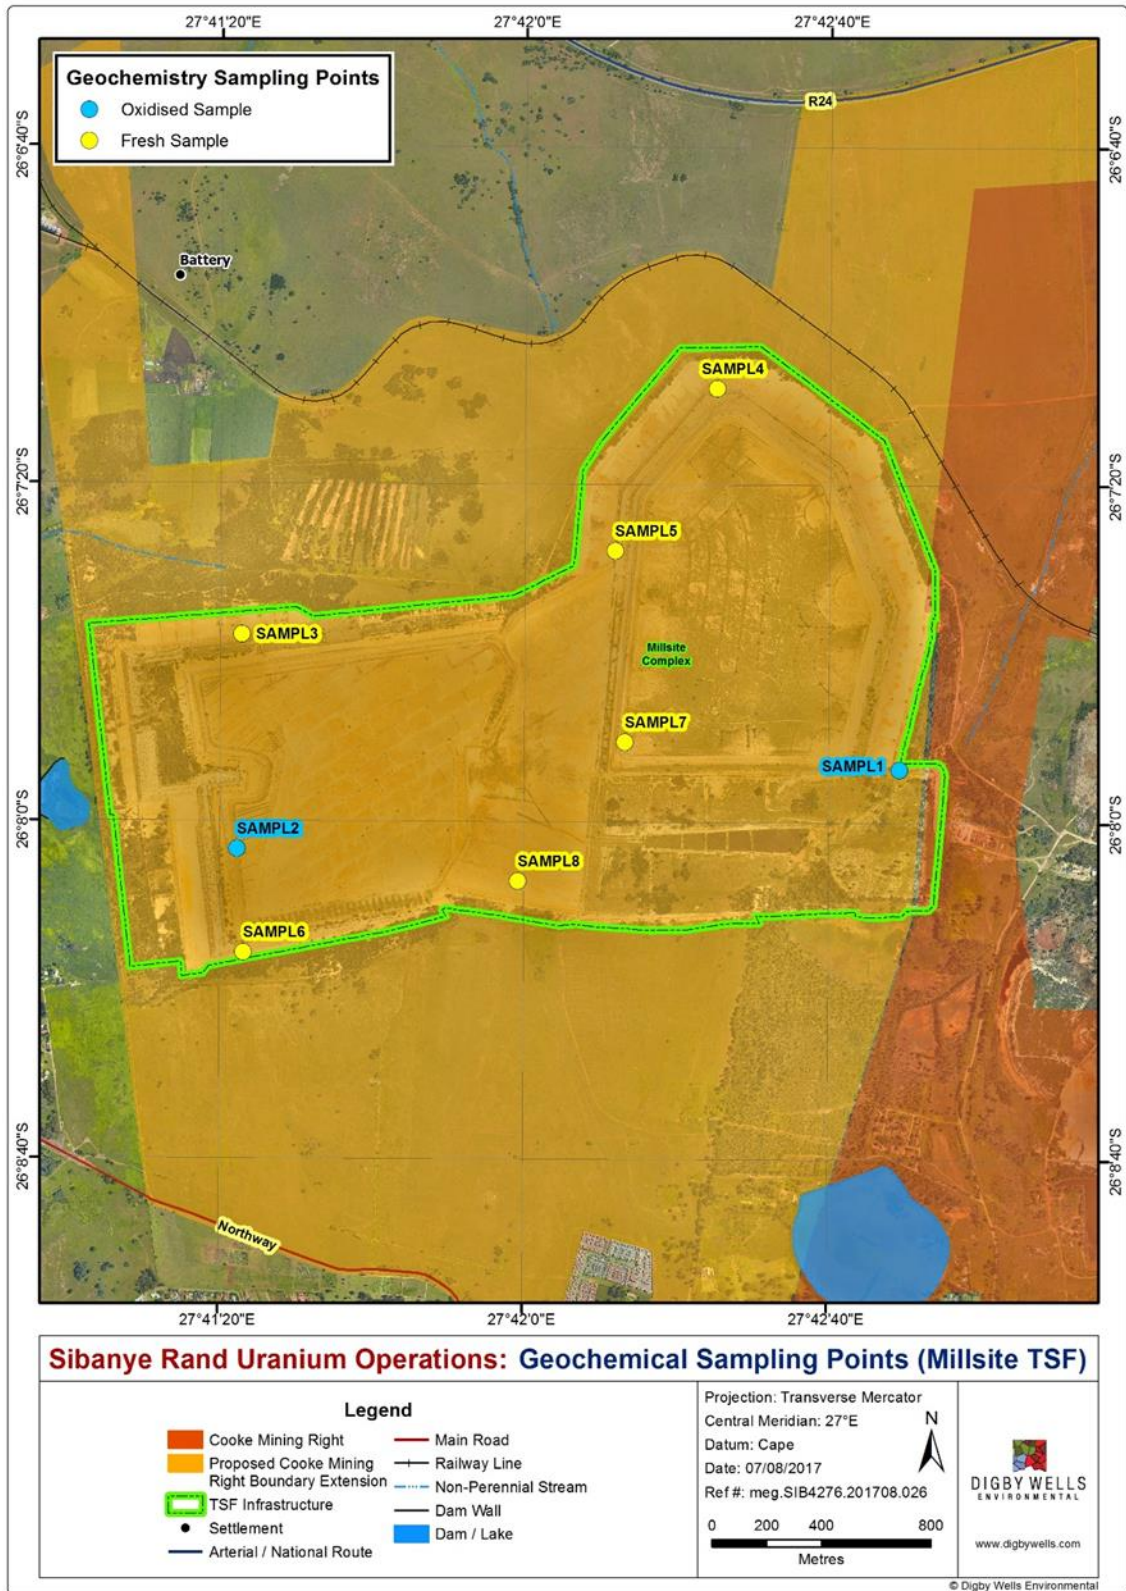 27°41'20"E
27°42'0"E
27°42'40"E
Geochemistry Sampling Points
Oxidised Sample
Fresh Sample
R24
26°6'40"S
26°6'40"S
Battery
SAMPL4
26°7'20"S
26°7'20"S
SAMPL5
SAMPL3
Millsite
Complex
SAMPL7
SAMPL1
26°8'0"S
26°8'0"S
SAMPL2
SAMPL8
SAMPL6
26°8'40"S
26°8'40"S
Northway
27°41'20"E
27°42'0"E
27°42'40"E
Sibanye Rand Uranium Operations: Geochemical Sampling Points (Millsite TSF)
Legend
Cooke Mining Right
Proposed Cooke Mining
Right Boundary Extension
TSF Infrastructure
Settlement
Arterial / National Route
Main Road
Railway Line
Non-Perennial Stream
Dam Wall
Dam / Lake
Projection: Transverse Mercator
Central Meridian: 27°E
Datum: Cape
Date: 07/08/2017
Ref #: meg.SIB4276.201708.026
N
0 200 400 800
Metres
DIGBY WELLS
ENVIRONMENTAL
www.digbywells.com
© Digby Wells Environmental